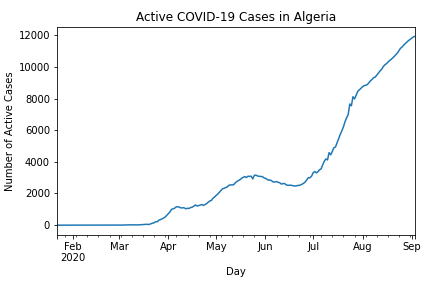 Active COVID-19 Cases in Algeria
12000
10000
8000
6000
4000
2000
0
Number of Active Cases
Feb Mar Apr May Jun Jul Aug Sep
2020
Day